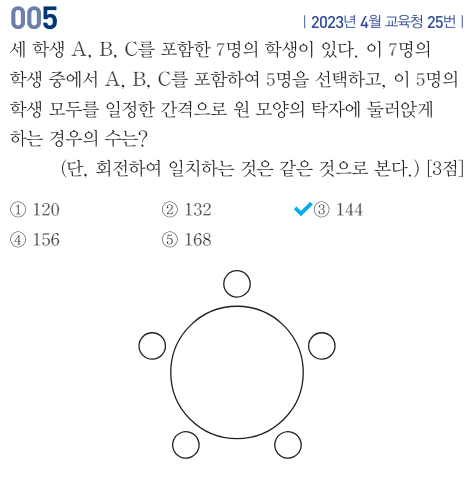 005
| 2023년 4월 교육청 25번 |
세 학생 A, B, C를 포함한 7명의 학생이 있다. 이 7명의
학생 중에서 A, B, C를 포함하여 5명을 선택하고, 이 5명의
학생 모두를 일정한 간격으로 원 모양의 탁자에 둘러앉게
하는 경우의 수는?
(단, 회전하여 일치하는 것은 같은 것으로 본다.) [3점]
① 120 ② 132 ③ 144
④ 156 ⑤ 168